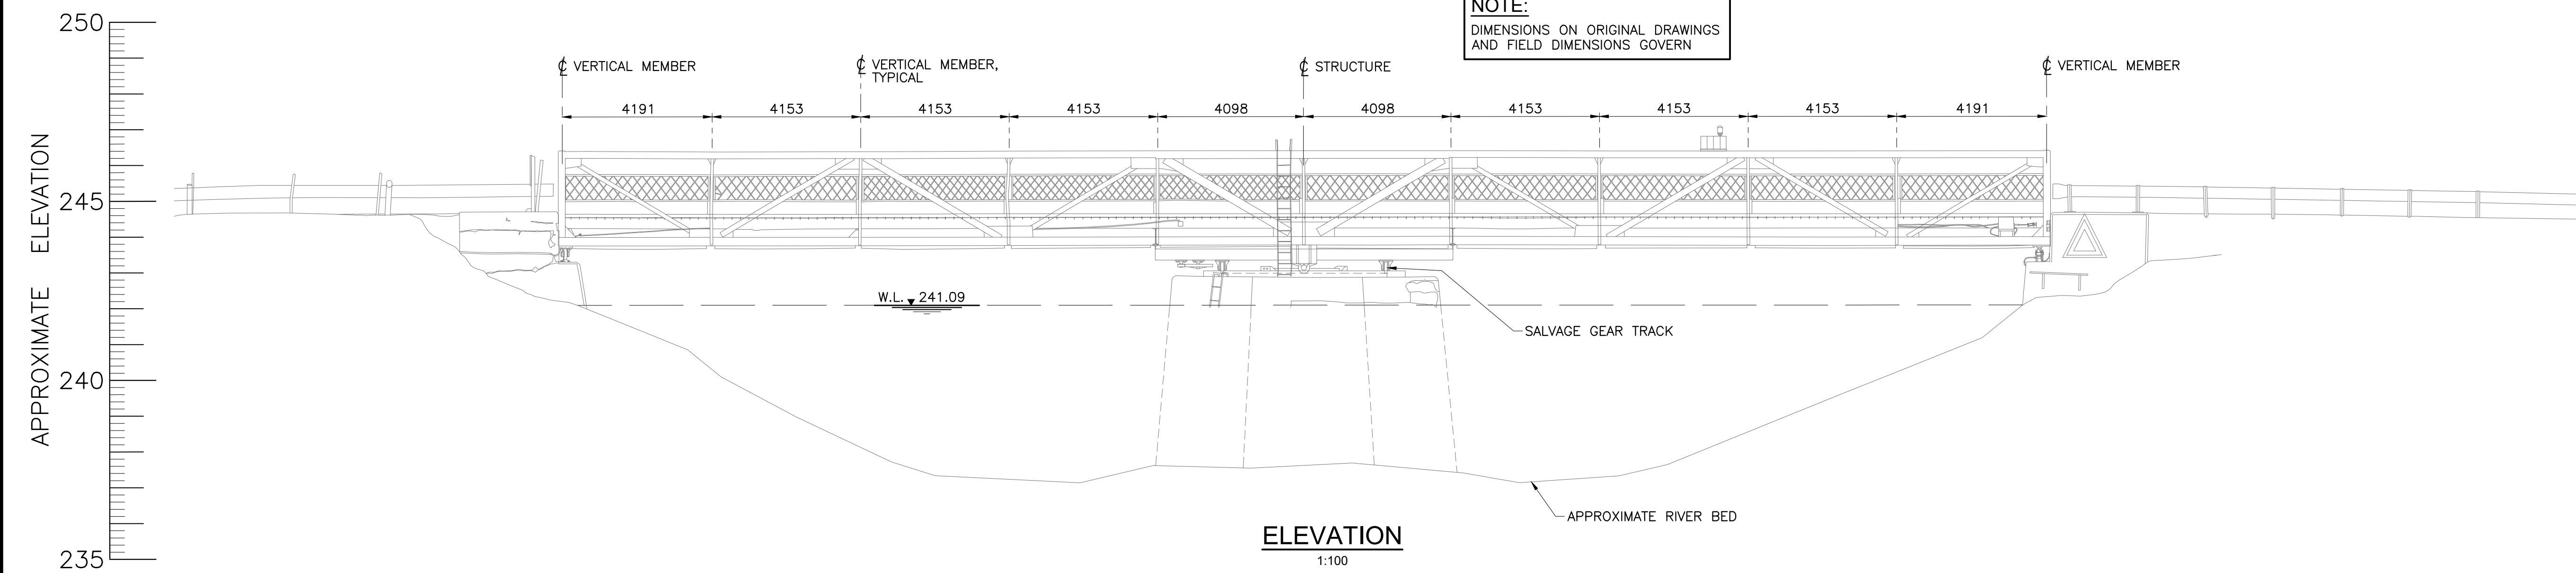 NOTE:
DIMENSIONS ON ORIGINAL DRAWINGS
AND FIELD DIMENSIONS GOVERN
250
245
240
235
APPROXIMATE ELEVATION
℄ VERTICAL MEMBER
℄ VERTICAL MEMBER,
TYPICAL
℄ STRUCTURE
℄ VERTICAL MEMBER
4191 4153 4153 4153 4098 4098 4153 4153 4153 4191
W.L. 241.09
SALVAGE GEAR TRACK
APPROXIMATE RIVER BED
ELEVATION
1:100